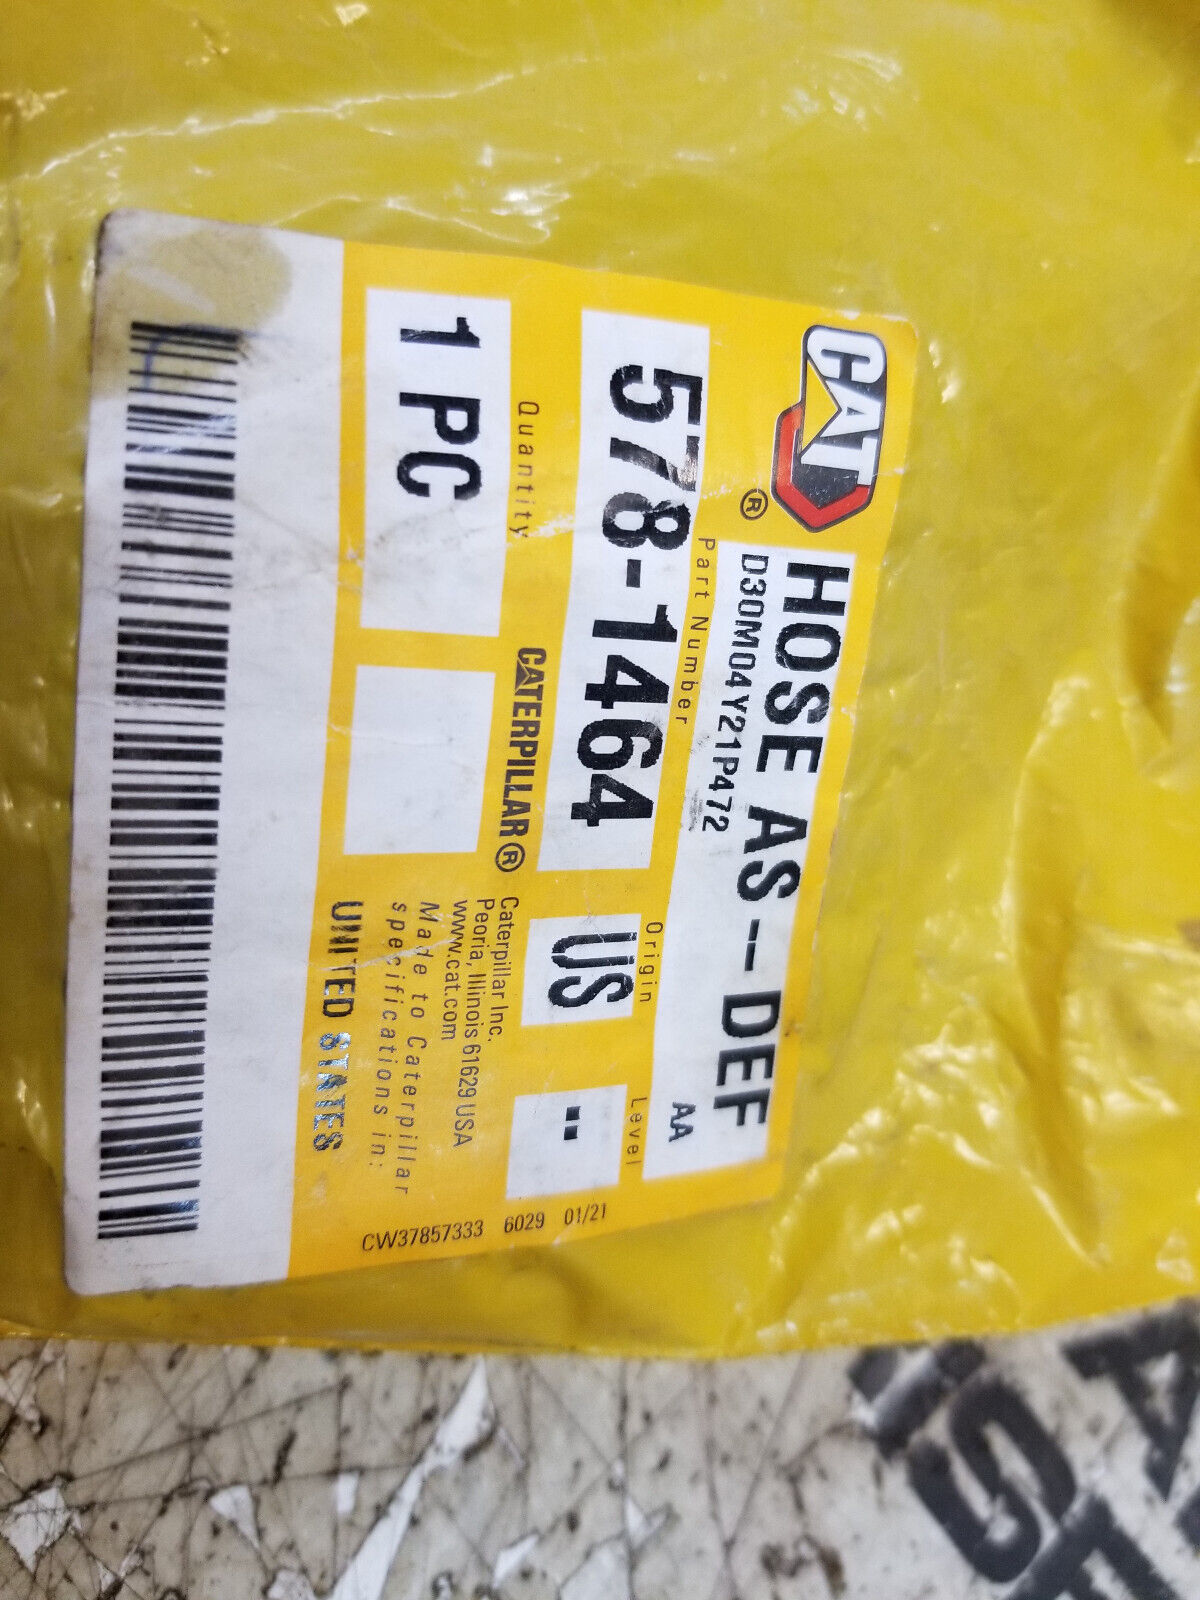 CAT®
HOSE AS-DEF
D30M04Y21P472 AA
Part Number Origin Level
578-1464 US --
Quantity
1 PC
CATERPILLAR®
Caterpillar Inc.
Peoria, Illinois 61629 USA
www.cat.com
Made to Caterpillar
specifications in:
UNITED STATES
CW37857333 6029 01/21